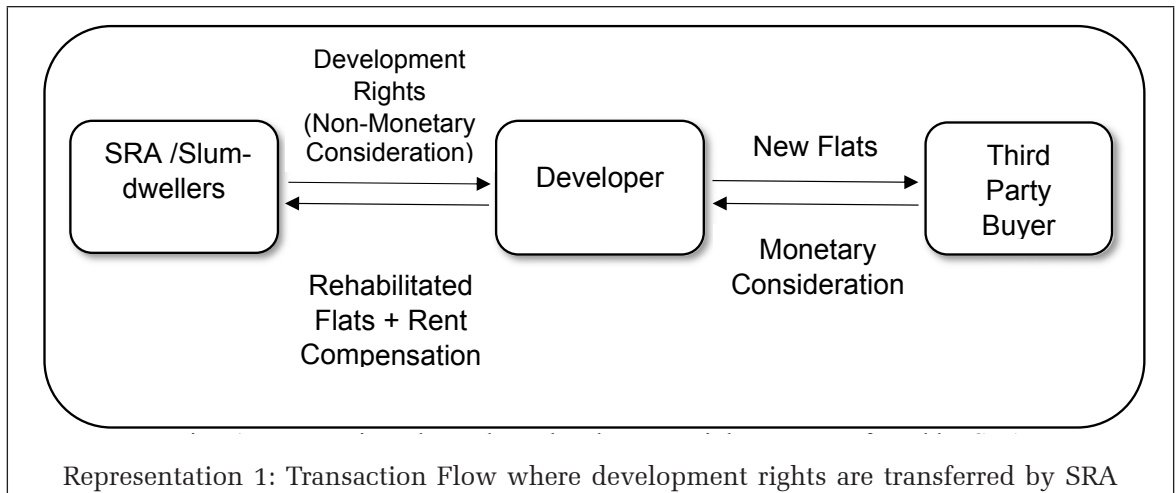 Development
Rights
(Non-Monetary
Consideration)
SRA /Slum-
dwellers
Developer
New Flats
Third
Party
Buyer
Monetary
Consideration
Rehabilitated
Flats + Rent
Compensation
Representation 1: Transaction Flow where development rights are transferred by SRA